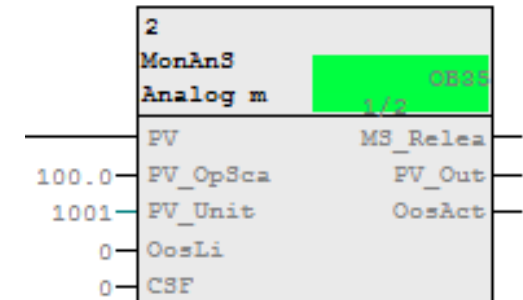 2
MonAnS
Analog m
OB35
1/2
PV MS_Relea
100.0 PV_OpSca PV_Out
1001 PV_Unit OosAct
0 OosLi
0 CSF